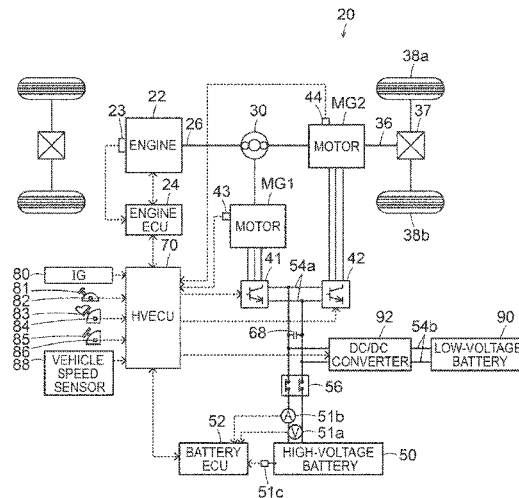 20
38a
22
23
26
30
44
MG2
36
37
ENGINE
MOTOR
24
MG1
43
ENGINE
ECU
MOTOR
38b
70
41
54a
42
80
IG
81
82
83
84
85
86
88
HVECU
VEHICLE
SPEED
SENSOR
68
92
54b
90
DC/DC
CONVERTER
LOW-VOLTAGE
BATTERY
56
52
A
51b
V
51a
BATTERY
ECU
HIGH-VOLTAGE
BATTERY
50
51c